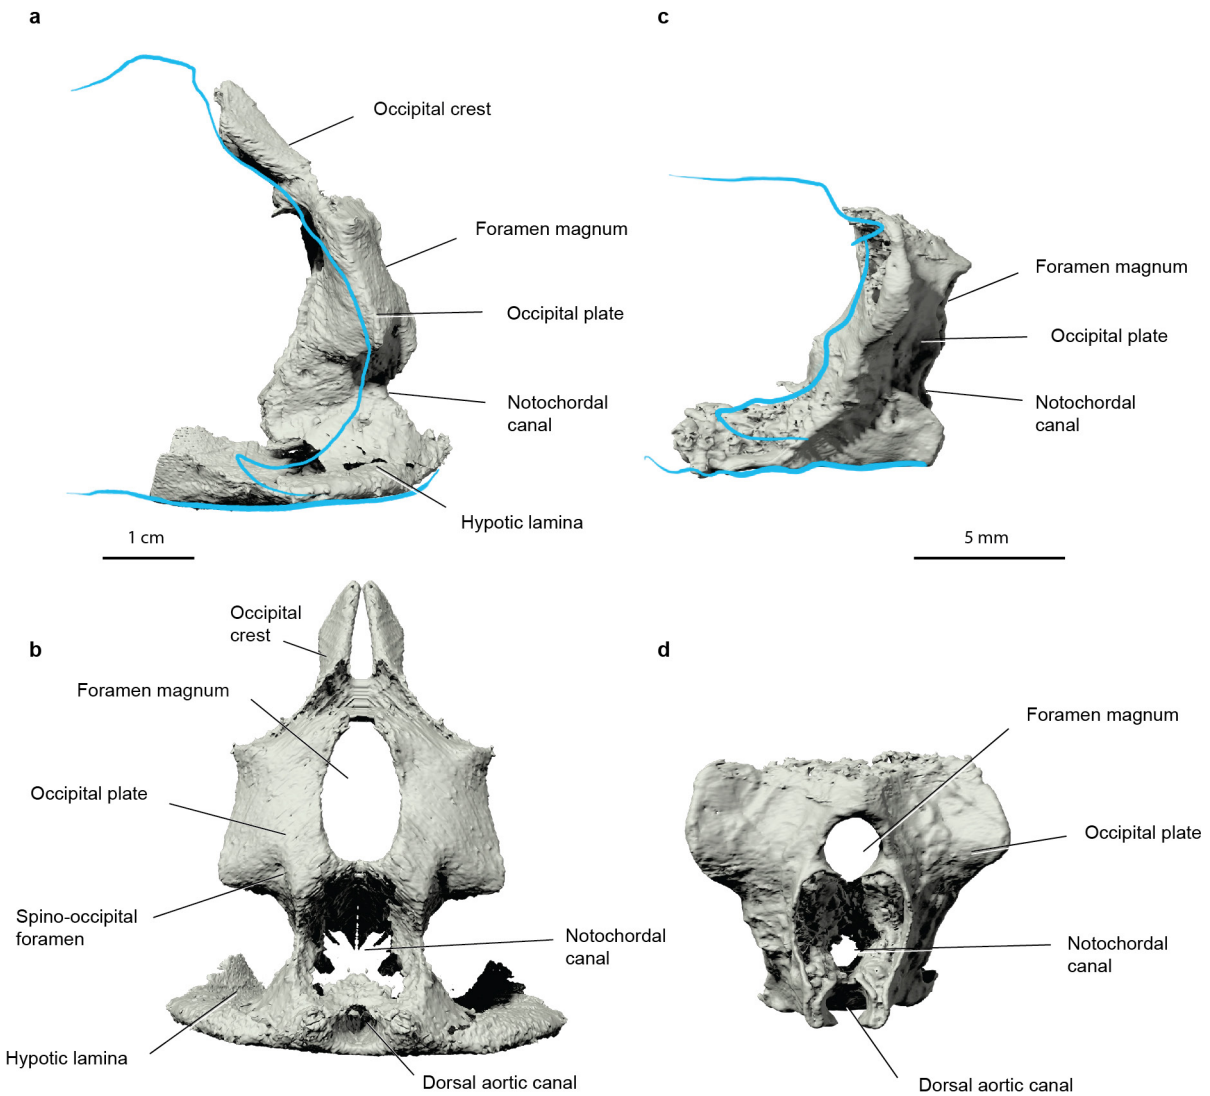 a
Occipital crest
Foramen magnum
Occipital plate
Notochordal
canal
Hypotic lamina
1 cm
c
Foramen magnum
Occipital plate
Notochordal
canal
5 mm
b
Occipital
crest
Foramen magnum
Occipital plate
Spino-occipital
foramen
Notochordal
canal
Hypotic lamina
Dorsal aortic canal
d
Foramen magnum
Occipital plate
Notochordal
canal
Dorsal aortic canal